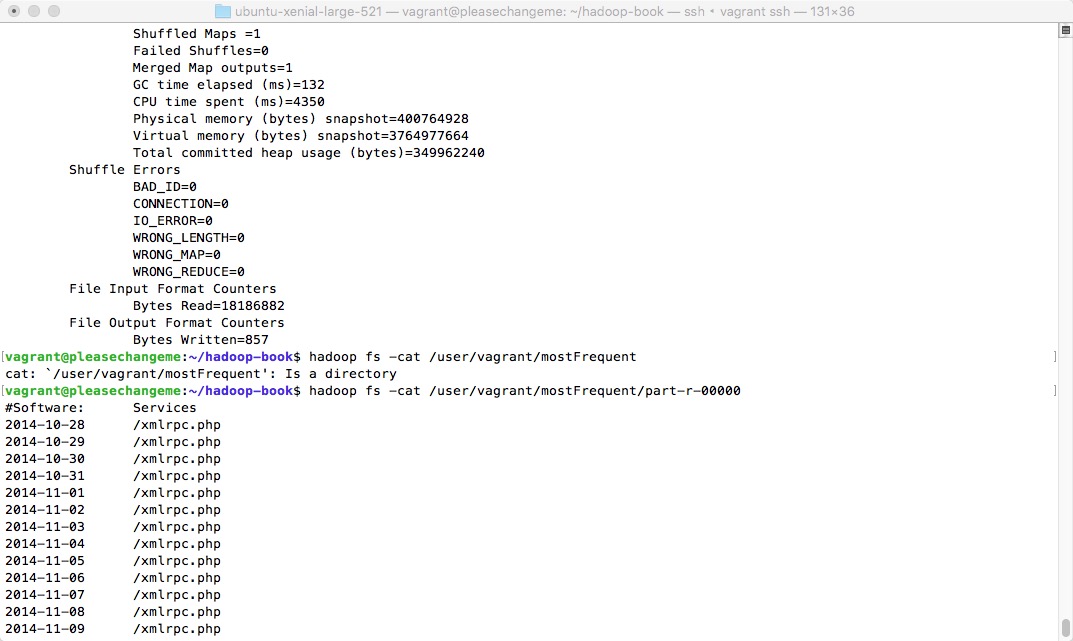 ubuntu-xenial-large-521 — vagrant@pleasechangeme: ~/hadoop-book — ssh • vagrant ssh — 131×36
Shuffled Maps =1
Failed Shuffles=0
Merged Map outputs=1
GC time elapsed (ms)=132
CPU time spent (ms)=4350
Physical memory (bytes) snapshot=400764928
Virtual memory (bytes) snapshot=3764977664
Total committed heap usage (bytes)=349962240
Shuffle Errors
BAD_ID=0
CONNECTION=0
IO_ERROR=0
WRONG_LENGTH=0
WRONG_MAP=0
WRONG_REDUCE=0
File Input Format Counters
Bytes Read=18186882
File Output Format Counters
Bytes Written=857
[vagrant@pleasechangeme:~/hadoop-book$ hadoop fs -cat /user/vagrant/mostFrequent ]
cat: `/user/vagrant/mostFrequent': Is a directory
[vagrant@pleasechangeme:~/hadoop-book$ hadoop fs -cat /user/vagrant/mostFrequent/part-r-00000 ]
#Software: Services
2014-10-28 /xmlrpc.php
2014-10-29 /xmlrpc.php
2014-10-30 /xmlrpc.php
2014-10-31 /xmlrpc.php
2014-11-01 /xmlrpc.php
2014-11-02 /xmlrpc.php
2014-11-03 /xmlrpc.php
2014-11-04 /xmlrpc.php
2014-11-05 /xmlrpc.php
2014-11-06 /xmlrpc.php
2014-11-07 /xmlrpc.php
2014-11-08 /xmlrpc.php
2014-11-09 /xmlrpc.php